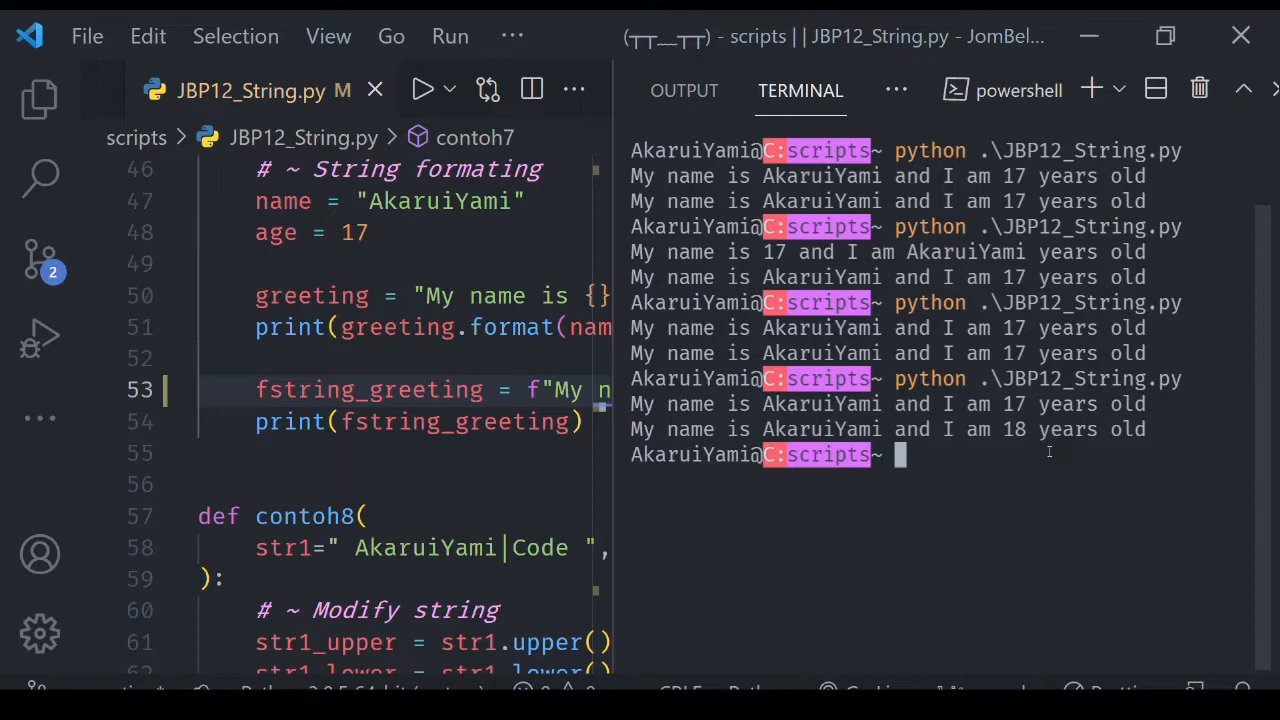 File Edit Selection View Go Run ··· (┬┬﹏┬┬) - scripts | | JBP12_String.py - JomBel...
JBP12_String.py M
scripts > JBP12_String.py > contoh7
46 # ~ String formating
47 name = "AkaruiYami"
48 age = 17
49
50 greeting = "My name is {}
51 print(greeting.format(nam
52
53 fstring_greeting = f"My n
54 print(fstring_greeting)
55
56
57 def contoh8(
58 str1=" AkaruiYami|Code ",
59 ):
60 # ~ Modify string
61 str1_upper = str1.upper()
62 str1_lower = str1.lower()
2
OUTPUT TERMINAL ··· powershell
AkaruiYami@C:scripts~ python .\JBP12_String.py
My name is AkaruiYami and I am 17 years old
My name is AkaruiYami and I am 17 years old
AkaruiYami@C:scripts~ python .\JBP12_String.py
My name is 17 and I am AkaruiYami years old
My name is AkaruiYami and I am 17 years old
AkaruiYami@C:scripts~ python .\JBP12_String.py
My name is AkaruiYami and I am 17 years old
My name is AkaruiYami and I am 17 years old
AkaruiYami@C:scripts~ python .\JBP12_String.py
My name is AkaruiYami and I am 17 years old
My name is AkaruiYami and I am 18 years old
AkaruiYami@C:scripts~